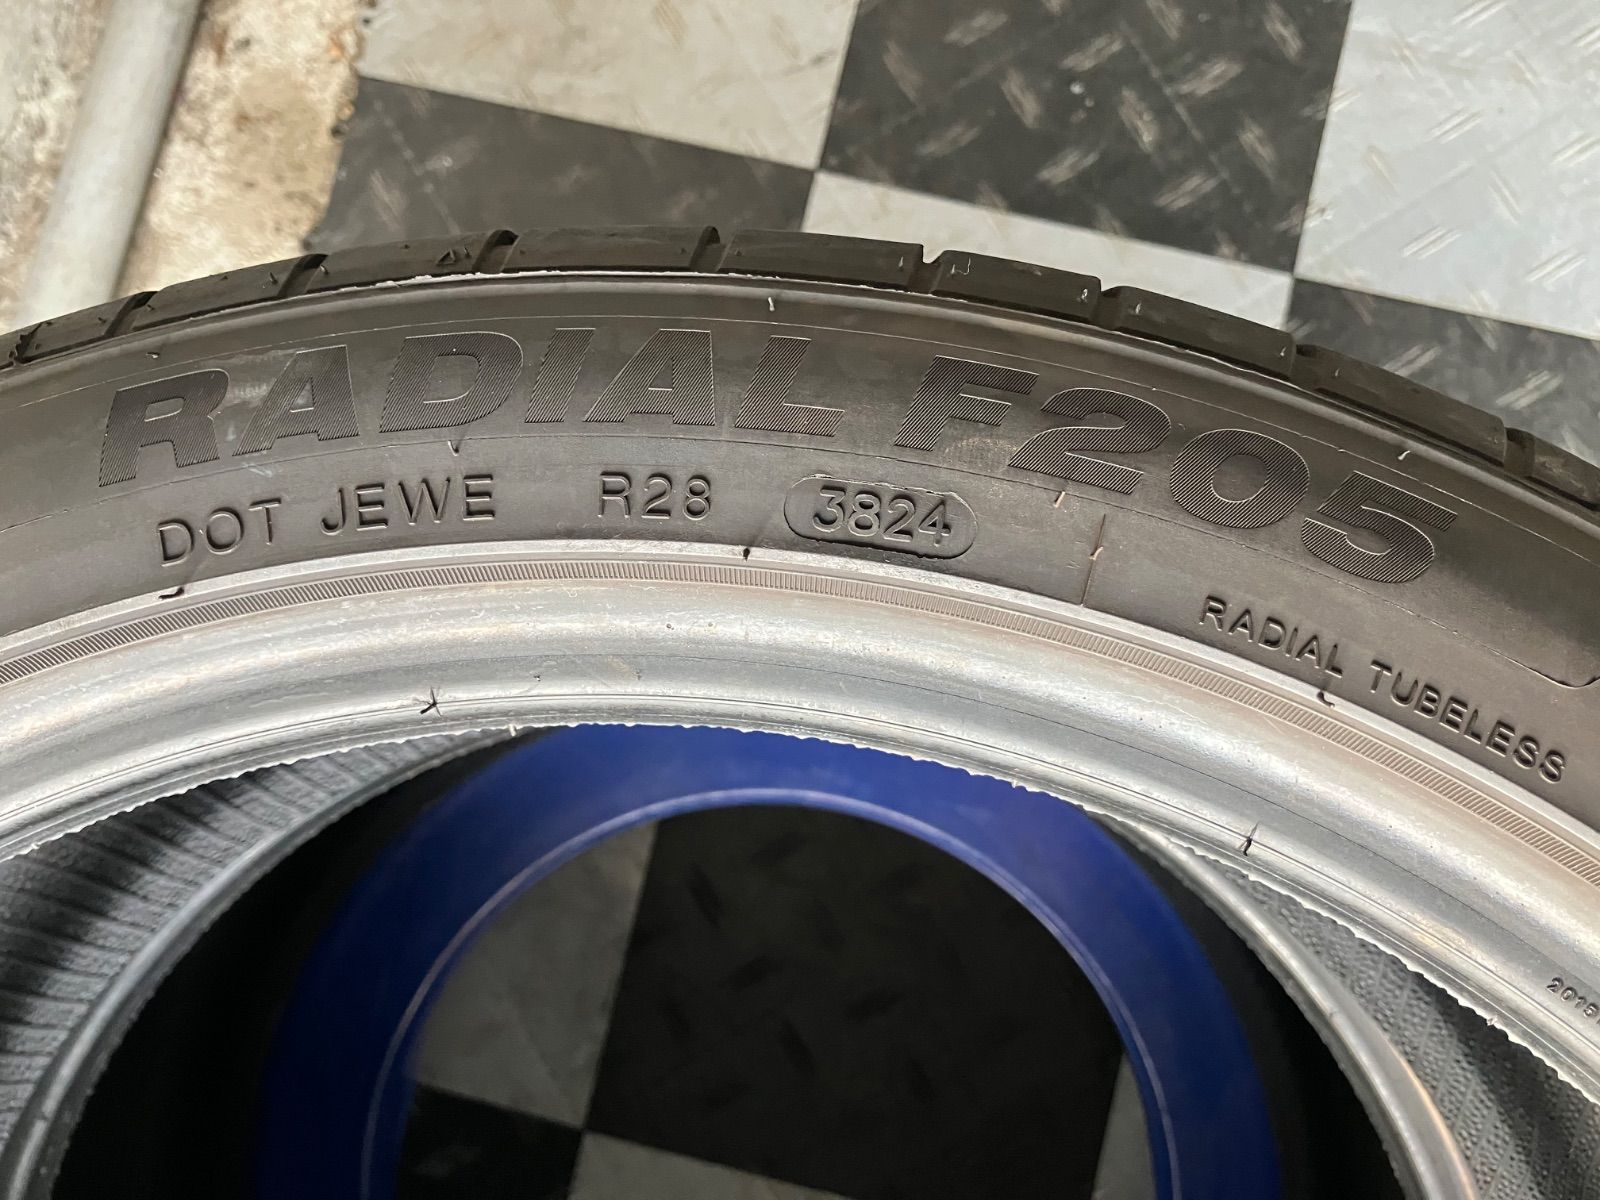 RADIAL F205
DOT JEWE R28 3824
RADIAL TUBELESS